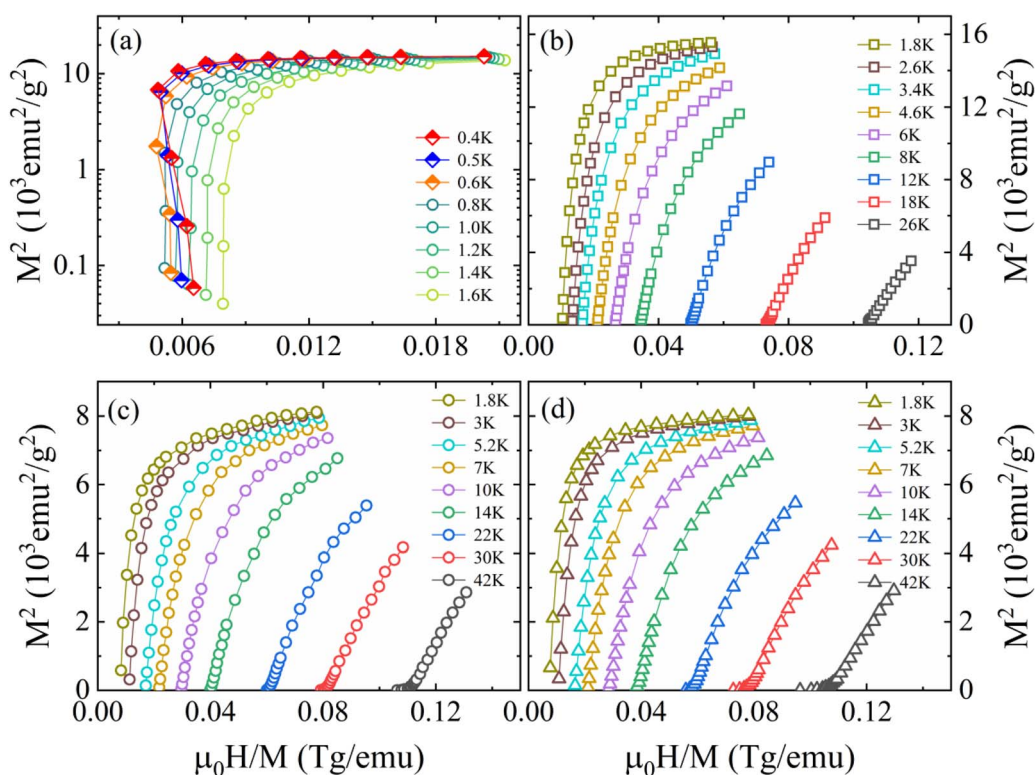 (a)
M² (10³emu²/g²)
10
1
0.1
0.006 0.012 0.018
0.4K
0.5K
0.6K
0.8K
1.0K
1.2K
1.4K
1.6K
(b)
M² (10³emu²/g²)
16
12
8
4
0
0.00 0.04 0.08 0.12
1.8K
2.6K
3.4K
4.6K
6K
8K
12K
18K
26K
(c)
M² (10³emu²/g²)
8
6
4
2
0
0.00 0.04 0.08 0.12
μ₀H/M (Tg/emu)
1.8K
3K
5.2K
7K
10K
14K
22K
30K
42K
(d)
M² (10³emu²/g²)
8
6
4
2
0
0.00 0.04 0.08 0.12
μ₀H/M (Tg/emu)
1.8K
3K
5.2K
7K
10K
14K
22K
30K
42K